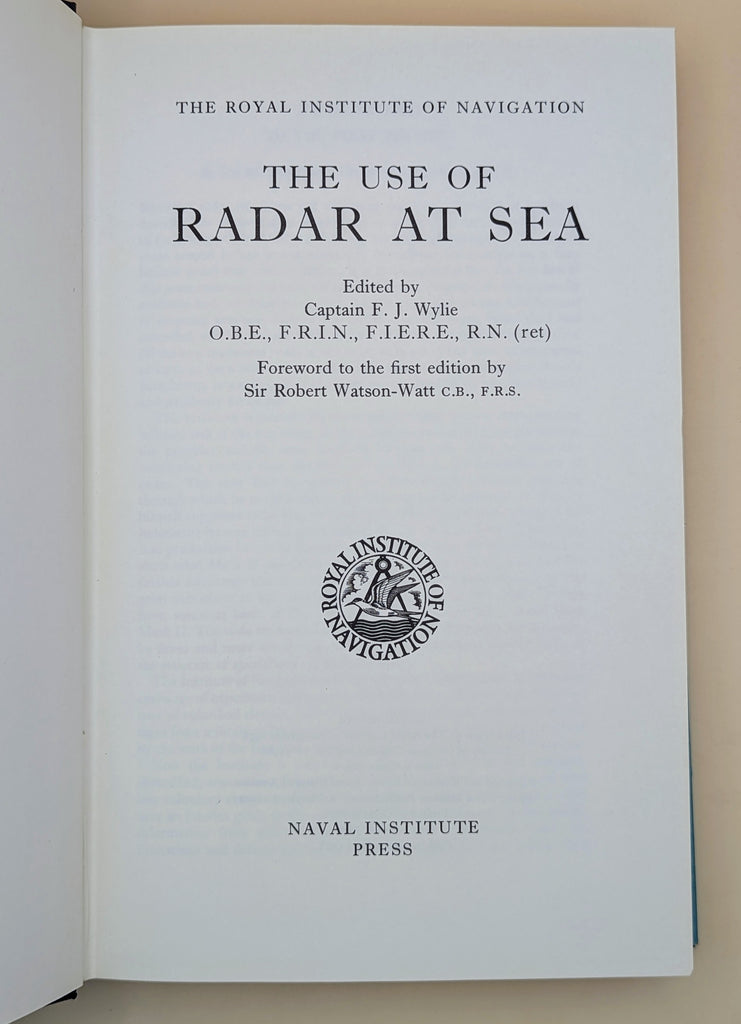 THE ROYAL INSTITUTE OF NAVIGATION
THE USE OF
RADAR AT SEA
Edited by
Captain F. J. Wylie
O.B.E., F.R.I.N., F.I.E.R.E., R.N. (ret)
Foreword to the first edition by
Sir Robert Watson-Watt C.B., F.R.S.
ROYAL INSTITUTE OF
NAVIGATION
NAVAL INSTITUTE
PRESS